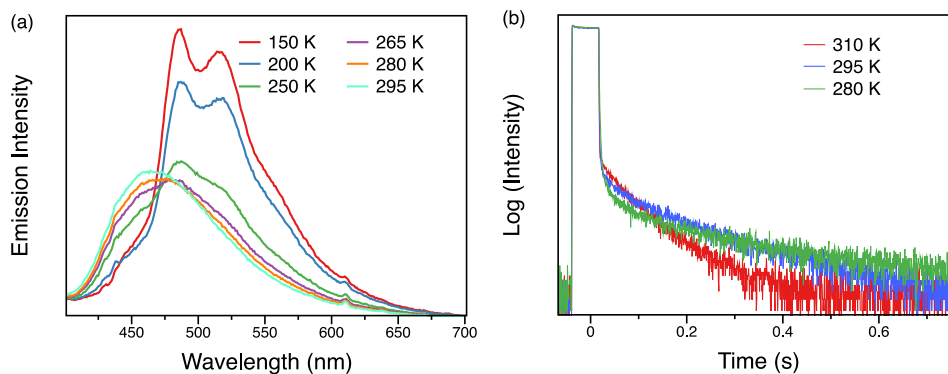 (a)
150 K
200 K
250 K
265 K
280 K
295 K
Emission Intensity
450
500
550
600
650
700
Wavelength (nm)
(b)
310 K
295 K
280 K
Log (Intensity)
0
0.2
0.4
0.6
Time (s)